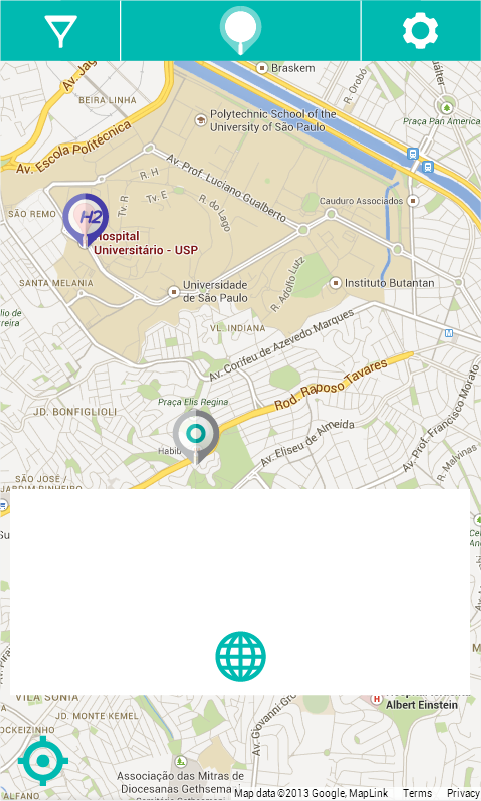 Av. Jag
Braskem
R. Orobó
BEIRA LINHA
Praça Pan América
Polytechnic School of the
University of São Paulo
Av. Escola Politécnica
Av. Prof. Luciano Gualberto
R. H
Tv. R
Tv. E
R. do Lago
Cauduro Associados
SÃO REMO
H2
Hospital
Universitário - USP
SANTA MELANIA
Universidade
de São Paulo
R. Adolfo Lutz
Instituto Butantan
VL INDIANA
Av. Corifeu de Azevedo Marques
M
Rod. Raposo Tavares
Praça Elis Regina
JD. BONFIGLIOLI
Av. Prof. Francisco Morato
Av. Eliseu de Almeida
Habib
R. Malvinas
SÃO JOSÉ /
JARDIM PINHEIRO
Su
VILA SÔNIA
H
Albert Einstein
JD. MONTE KEMEL
Av. Giovanni Gro
Associação das Mitras de
Diocesanas Gethsema
ALFANO
Map data ©2013 Google, MapLink
Terms
Privacy